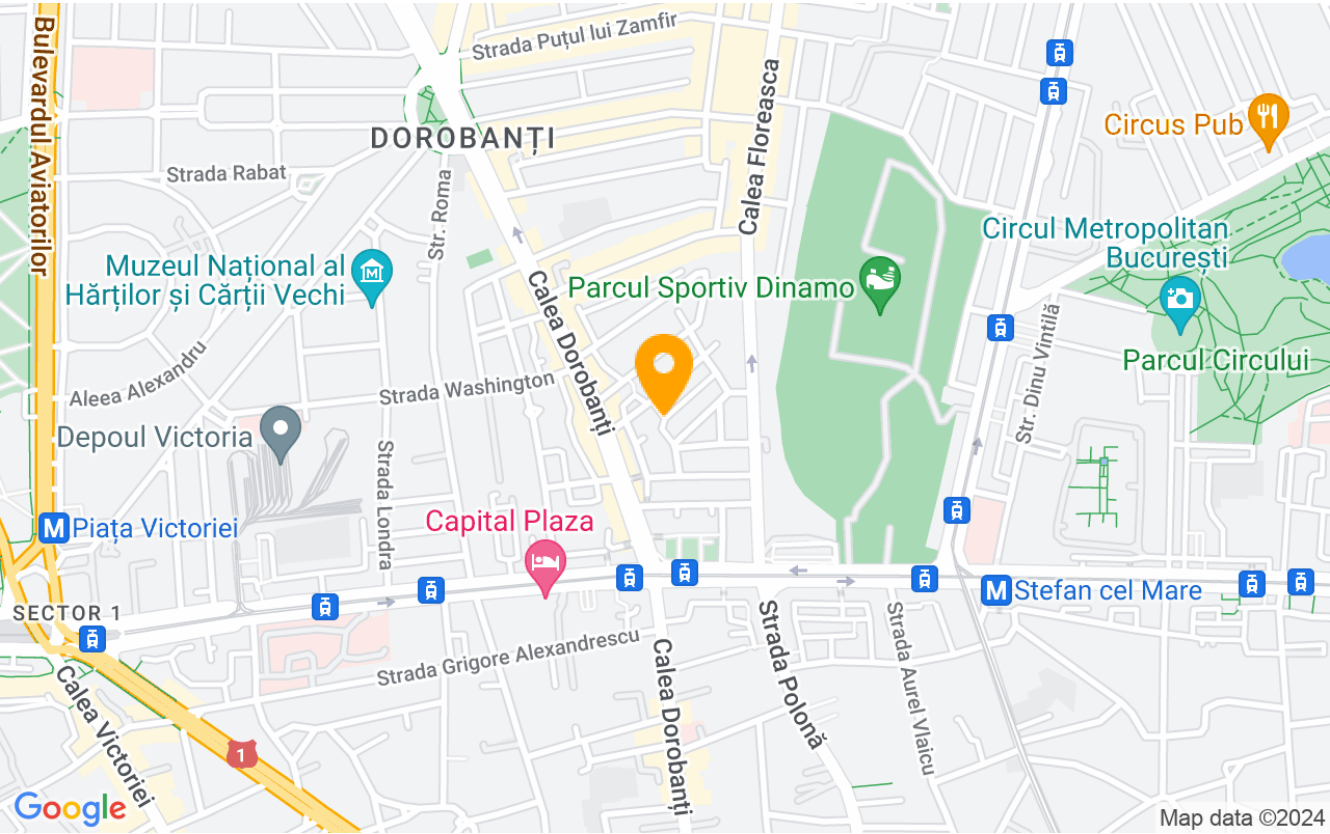 Bulevardul Aviatorilor
Strada Puțul lui Zamfir
Calea Floreasca
Circus Pub
DOROBANȚI
Strada Rabat
Str. Roma
Circul Metropolitan
București
Muzeul Național al
Hărților și Cărții Vechi
Parcul Sportiv Dinamo
Calea Dorobanți
Str. Dinu Vintilă
Parcul Circului
Aleea Alexandru
Strada Washington
Depoul Victoria
Strada Londra
M Piața Victoriei
Capital Plaza
M Stefan cel Mare
SECTOR 1
Strada Grigore Alexandrescu
Calea Dorobanți
Strada Polonă
Strada Aurel Vlaicu
Calea Victoriei
1
Google
Map data ©2024